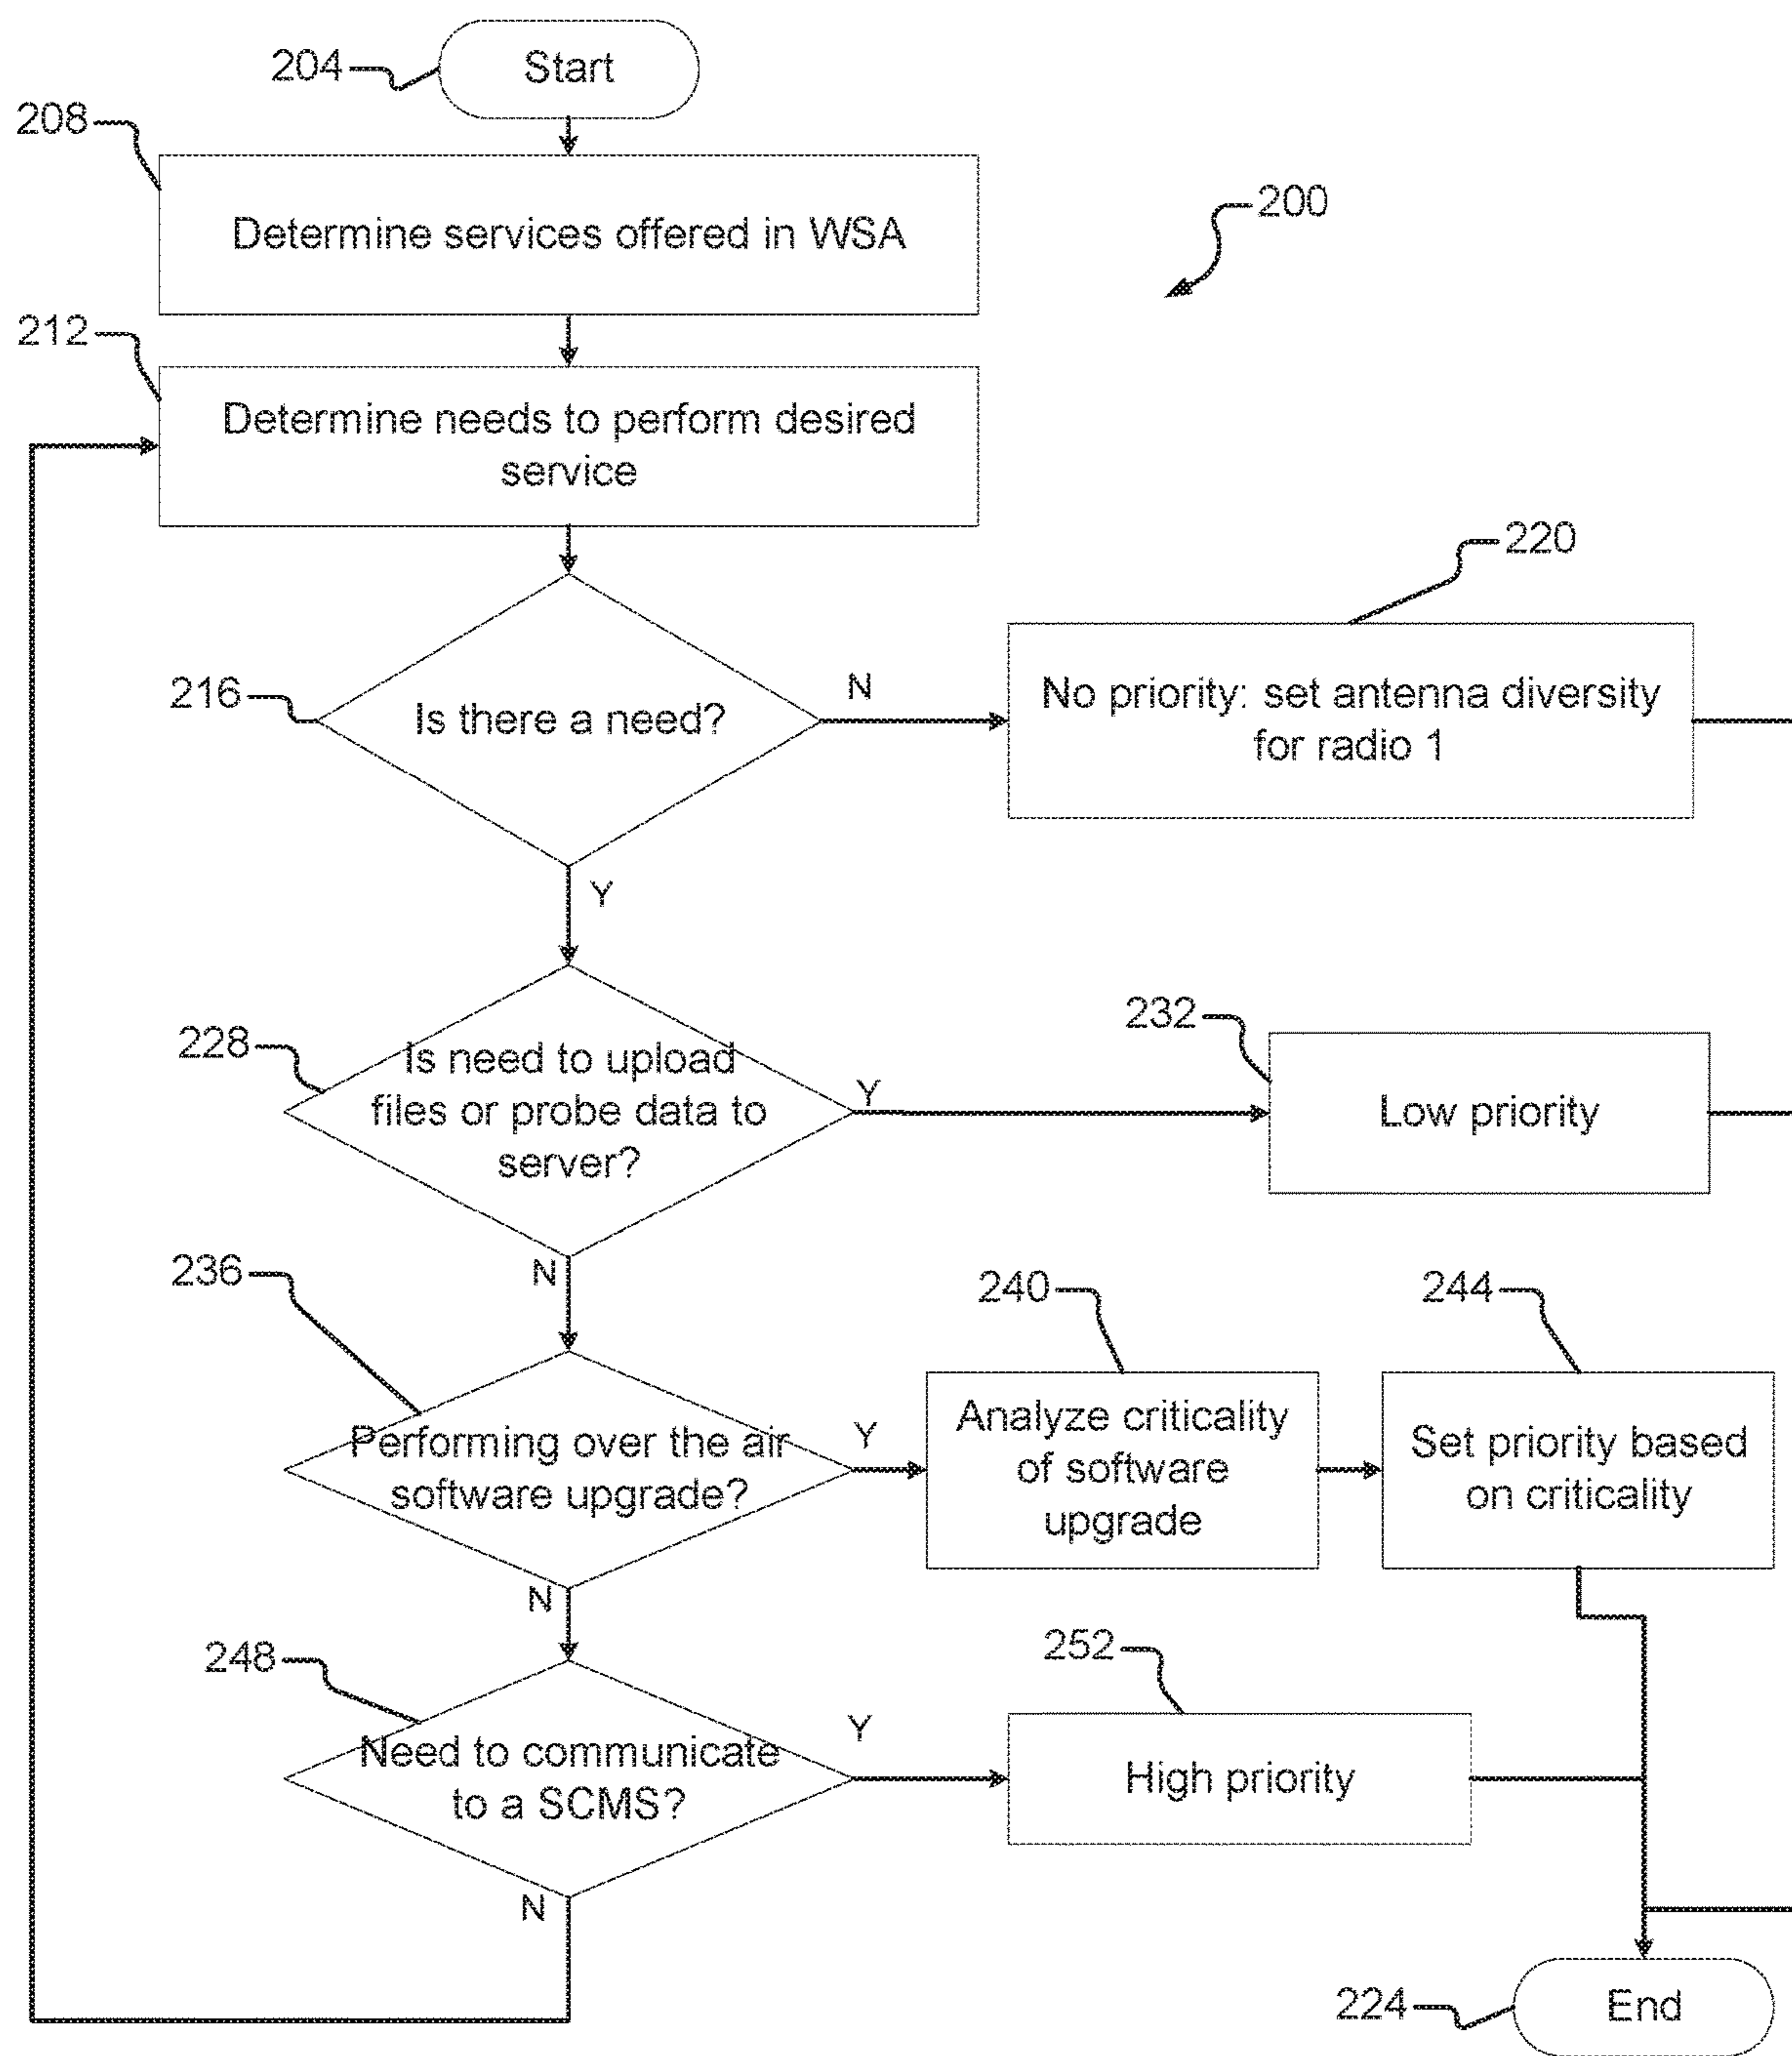 204
Start
208
Determine services offered in WSA
200
212
Determine needs to perform desired
service
220
216
Is there a need?
N
No priority: set antenna diversity
for radio 1
Y
228
Is need to upload
files or probe data to
server?
Y
232
Low priority
N
236
Performing over the air
software upgrade?
Y
240
Analyze criticality
of software
upgrade
244
Set priority based
on criticality
N
248
Need to communicate
to a SCMS?
Y
252
High priority
N
224
End